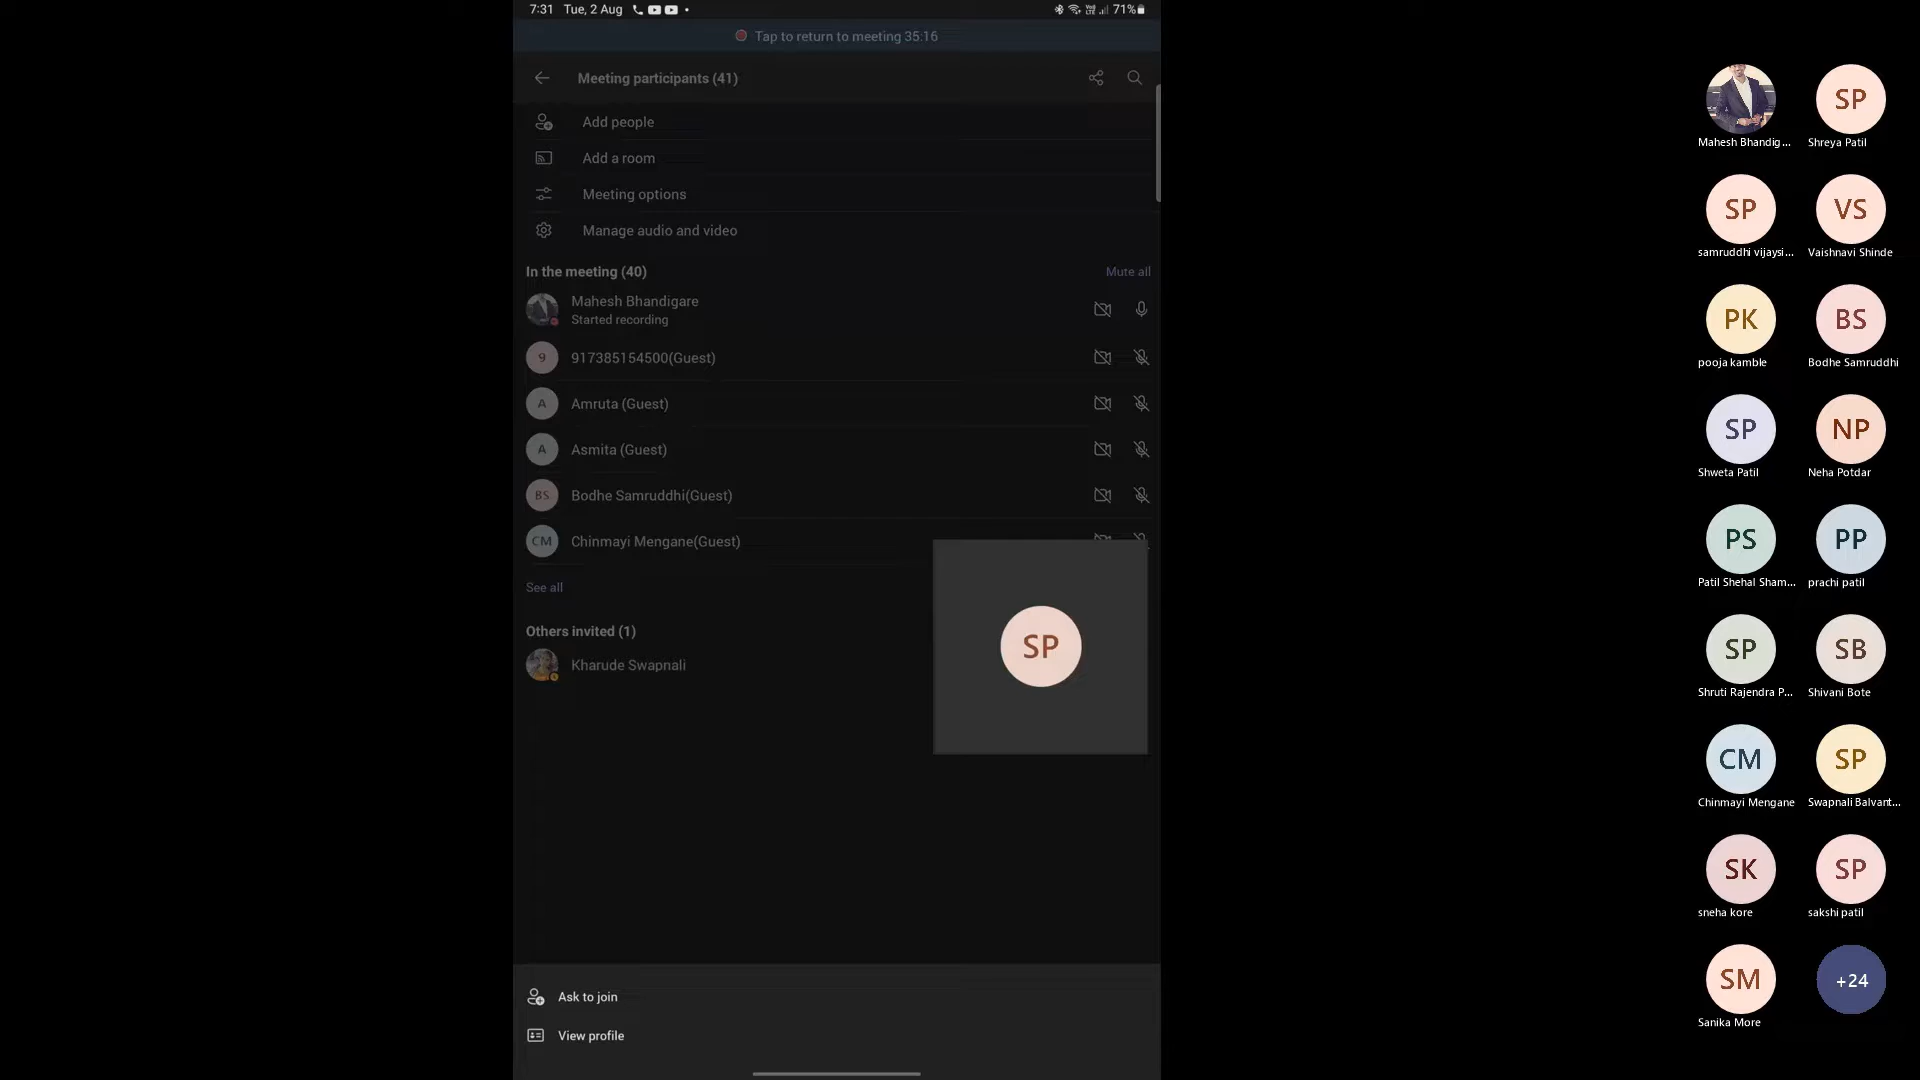 7:31 Tue, 2 Aug
71%
Tap to return to meeting 35:16
Meeting participants (41)
Add people
Add a room
Meeting options
Manage audio and video
In the meeting (40)
Mute all
Mahesh Bhandigare
Started recording
9
917385154500(Guest)
A
Amruta (Guest)
A
Asmita (Guest)
BS
Bodhe Samruddhi(Guest)
CM
Chinmayi Mengane(Guest)
See all
Others invited (1)
Kharude Swapnali
SP
Ask to join
View profile
Mahesh Bhandig...
SP
Shreya Patil
SP
samruddhi vijaysi...
VS
Vaishnavi Shinde
PK
pooja kamble
BS
Bodhe Samruddhi
SP
Shweta Patil
NP
Neha Potdar
PS
Patil Shehal Sham...
PP
prachi patil
SP
Shruti Rajendra P...
SB
Shivani Bote
CM
Chinmayi Mengane
SP
Swapnali Balvant...
SK
sneha kore
SP
sakshi patil
SM
Sanika More
+24